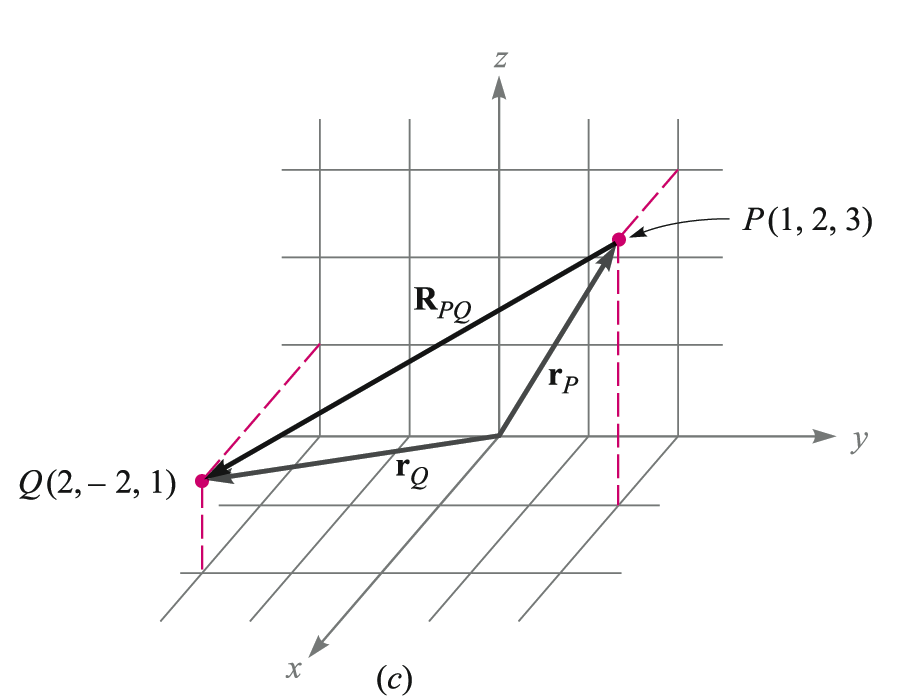 z
P(1, 2, 3)
R_PQ
r_P
y
Q(2, – 2, 1)
r_Q
x
(c)